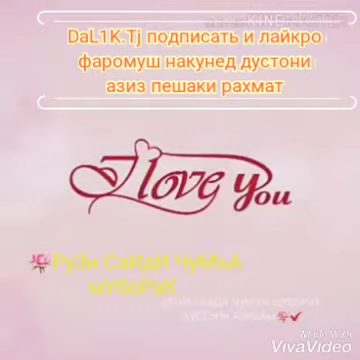 KINEMASTER
DaL1K.Tj подписать и лайкро
фаромуш накунед дустони
азиз пешаки рахмат
I love you
РуЗи СаИдИ ЧуМъА
мУбоРаК
Made With
VivaVideo